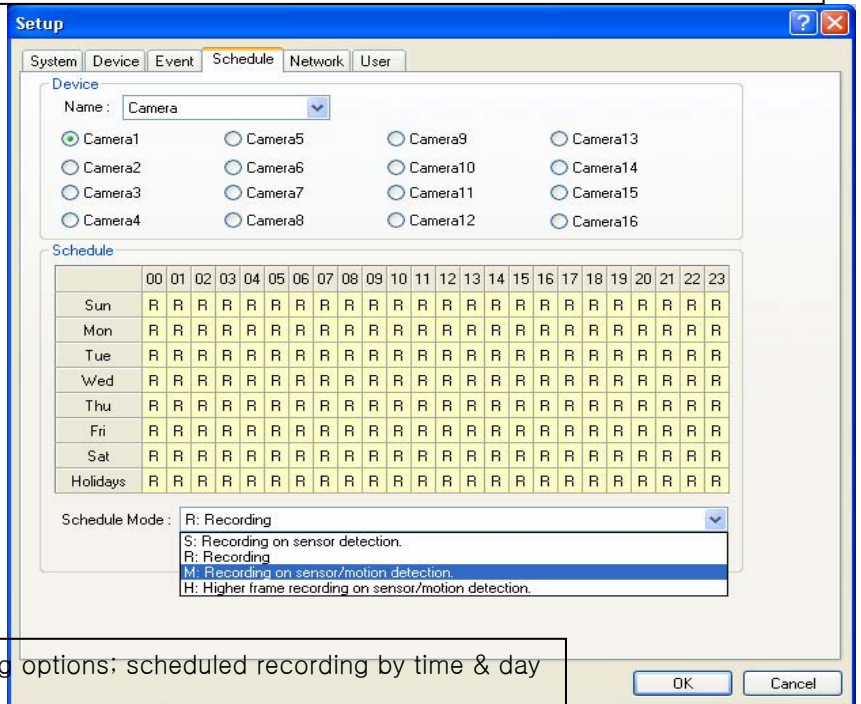 Setup
System Device Event Schedule Network User
Device
Name : Camera
Camera1 Camera5 Camera9 Camera13
Camera2 Camera6 Camera10 Camera14
Camera3 Camera7 Camera11 Camera15
Camera4 Camera8 Camera12 Camera16
Schedule
00 01 02 03 04 05 06 07 08 09 10 11 12 13 14 15 16 17 18 19 20 21 22 23
Sun R R R R R R R R R R R R R R R R R R R R R R R R
Mon R R R R R R R R R R R R R R R R R R R R R R R R
Tue R R R R R R R R R R R R R R R R R R R R R R R R
Wed R R R R R R R R R R R R R R R R R R R R R R R R
Thu R R R R R R R R R R R R R R R R R R R R R R R R
Fri R R R R R R R R R R R R R R R R R R R R R R R R
Sat R R R R R R R R R R R R R R R R R R R R R R R R
Holidays R R R R R R R R R R R R R R R R R R R R R R R R
Schedule Mode : R: Recording
S: Recording on sensor detection.
R: Recording
M: Recording on sensor/motion detection.
H: Higher frame recording on sensor/motion detection.
g options; scheduled recording by time & day
OK Cancel